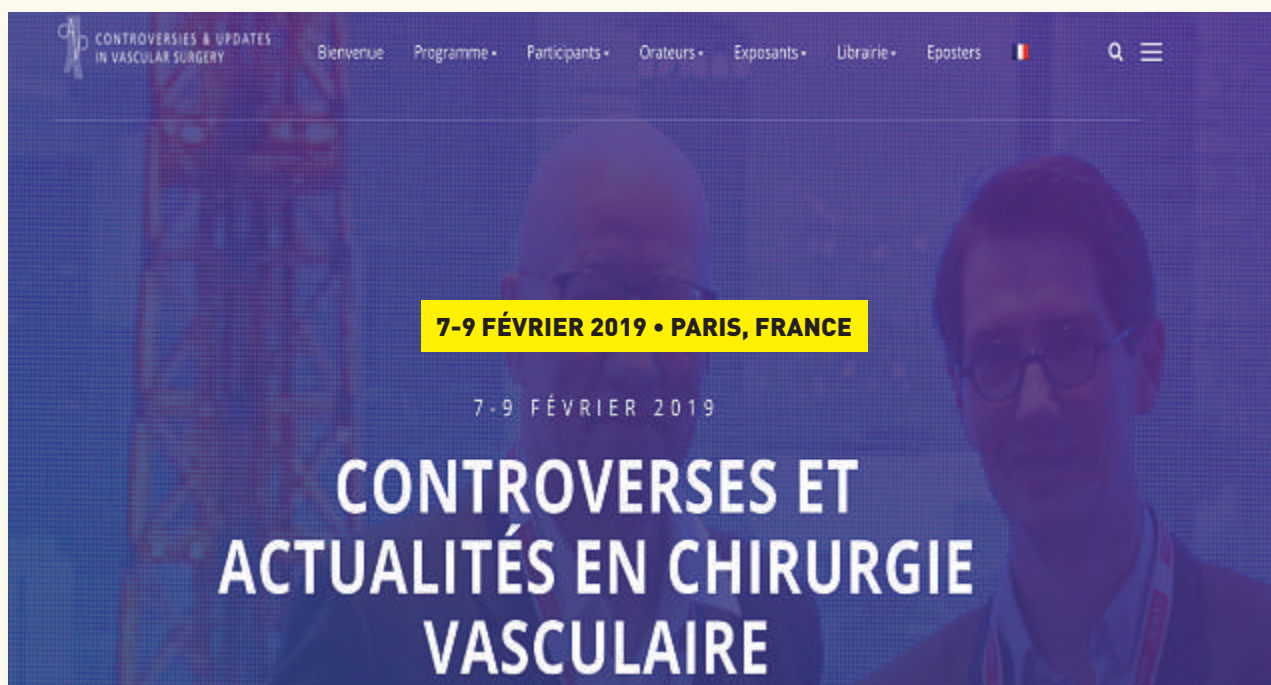 CONTROVERSIES & UPDATES
IN VASCULAR SURGERY
Bienvenue Programme Participants Orateurs Exposants Librairie Eposters
7-9 FÉVRIER 2019 • PARIS, FRANCE
7-9 FÉVRIER 2019
CONTROVERSES ET
ACTUALITÉS EN CHIRURGIE
VASCULAIRE